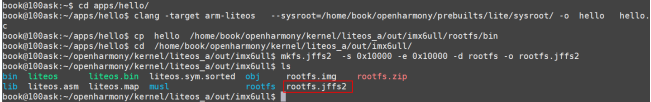 book@100ask:~$ cd apps/hello/
book@100ask:~/apps/hello$ clang -target arm-liteos   --sysroot=/home/book/openharmony/prebuilts/lite/sysroot/ -o  hello   hello.
c
book@100ask:~/apps/hello$ cp  hello  /home/book/openharmony/kernel/liteos_a/out/imx6ull/rootfs/bin
book@100ask:~/apps/hello$ cd  /home/book/openharmony/kernel/liteos_a/out/imx6ull/
book@100ask:~/openharmony/kernel/liteos_a/out/imx6ull$ mkfs.jffs2  -s 0x10000 -e 0x10000 -d rootfs -o rootfs.jffs2
book@100ask:~/openharmony/kernel/liteos_a/out/imx6ull$ ls
bin  liteos      liteos.bin  liteos.sym.sorted  obj     rootfs.img    rootfs.zip
lib  liteos.asm  liteos.map  musl               rootfs  rootfs.jffs2
book@100ask:~/openharmony/kernel/liteos_a/out/imx6ull$